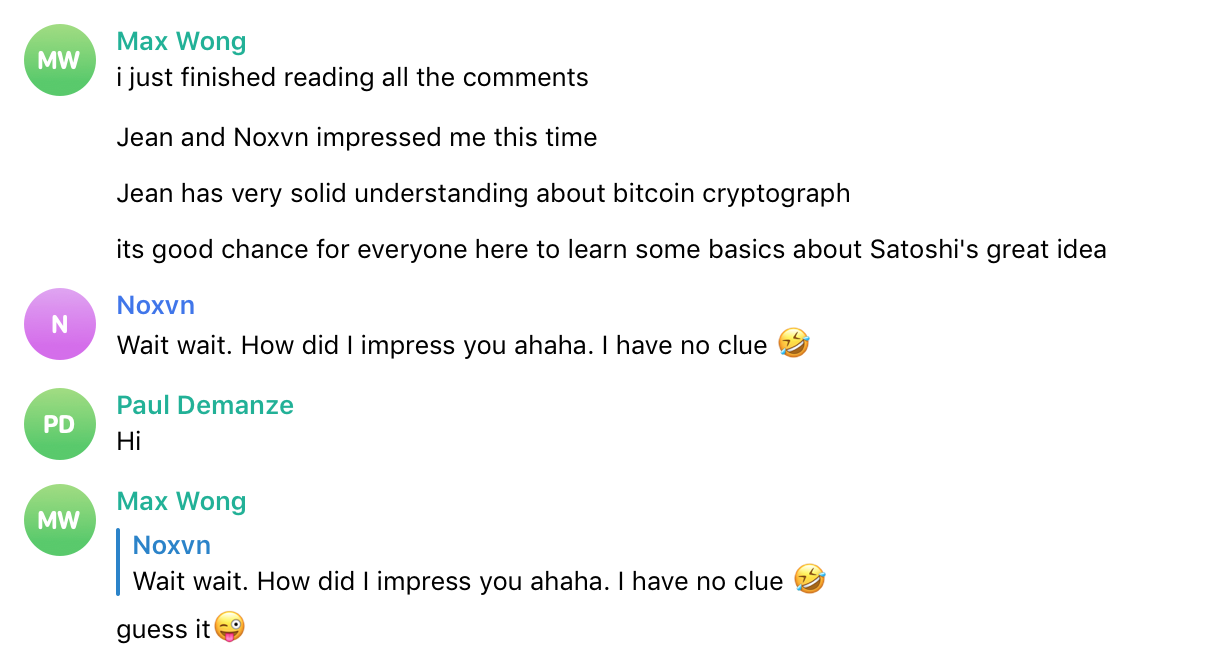 MW
Max Wong
i just finished reading all the comments
Jean and Noxvn impressed me this time
Jean has very solid understanding about bitcoin cryptograph
its good chance for everyone here to learn some basics about Satoshi's great idea
N
Noxvn
Wait wait. How did I impress you ahaha. I have no clue 🤣
PD
Paul Demanze
Hi
MW
Max Wong
Noxvn
Wait wait. How did I impress you ahaha. I have no clue 🤣
guess it😜